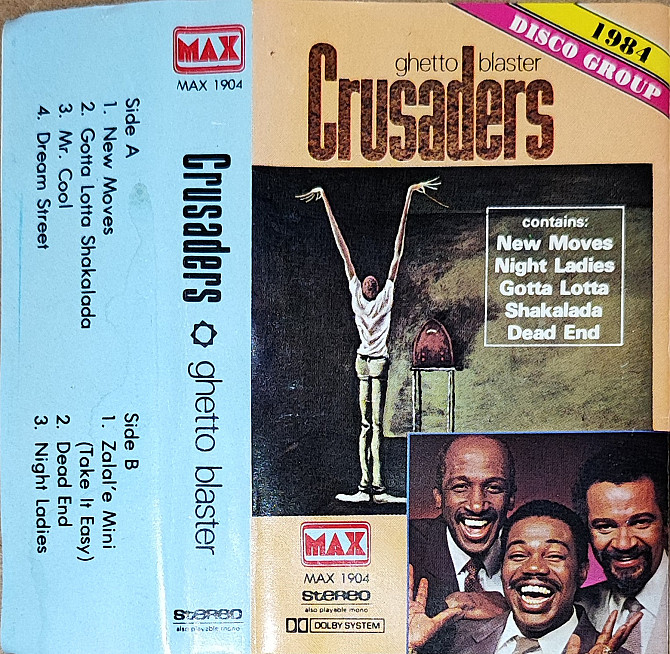 MAX
MAX 1904
Side A
1. New Moves
2. Gotta Lotta Shakalada
3. Mr. Cool
4. Dream Street
Side B
1. Zalal'e Mini
(Take It Easy)
2. Dead End
3. Night Ladies
Crusaders ghetto blaster
stereo
also playable mono
1984
DISCO GROUP
ghetto blaster
Crusaders
contains:
New Moves
Night Ladies
Gotta Lotta
Shakalada
Dead End
MAX
MAX 1904
stereo
also playable mono
DOLBY SYSTEM